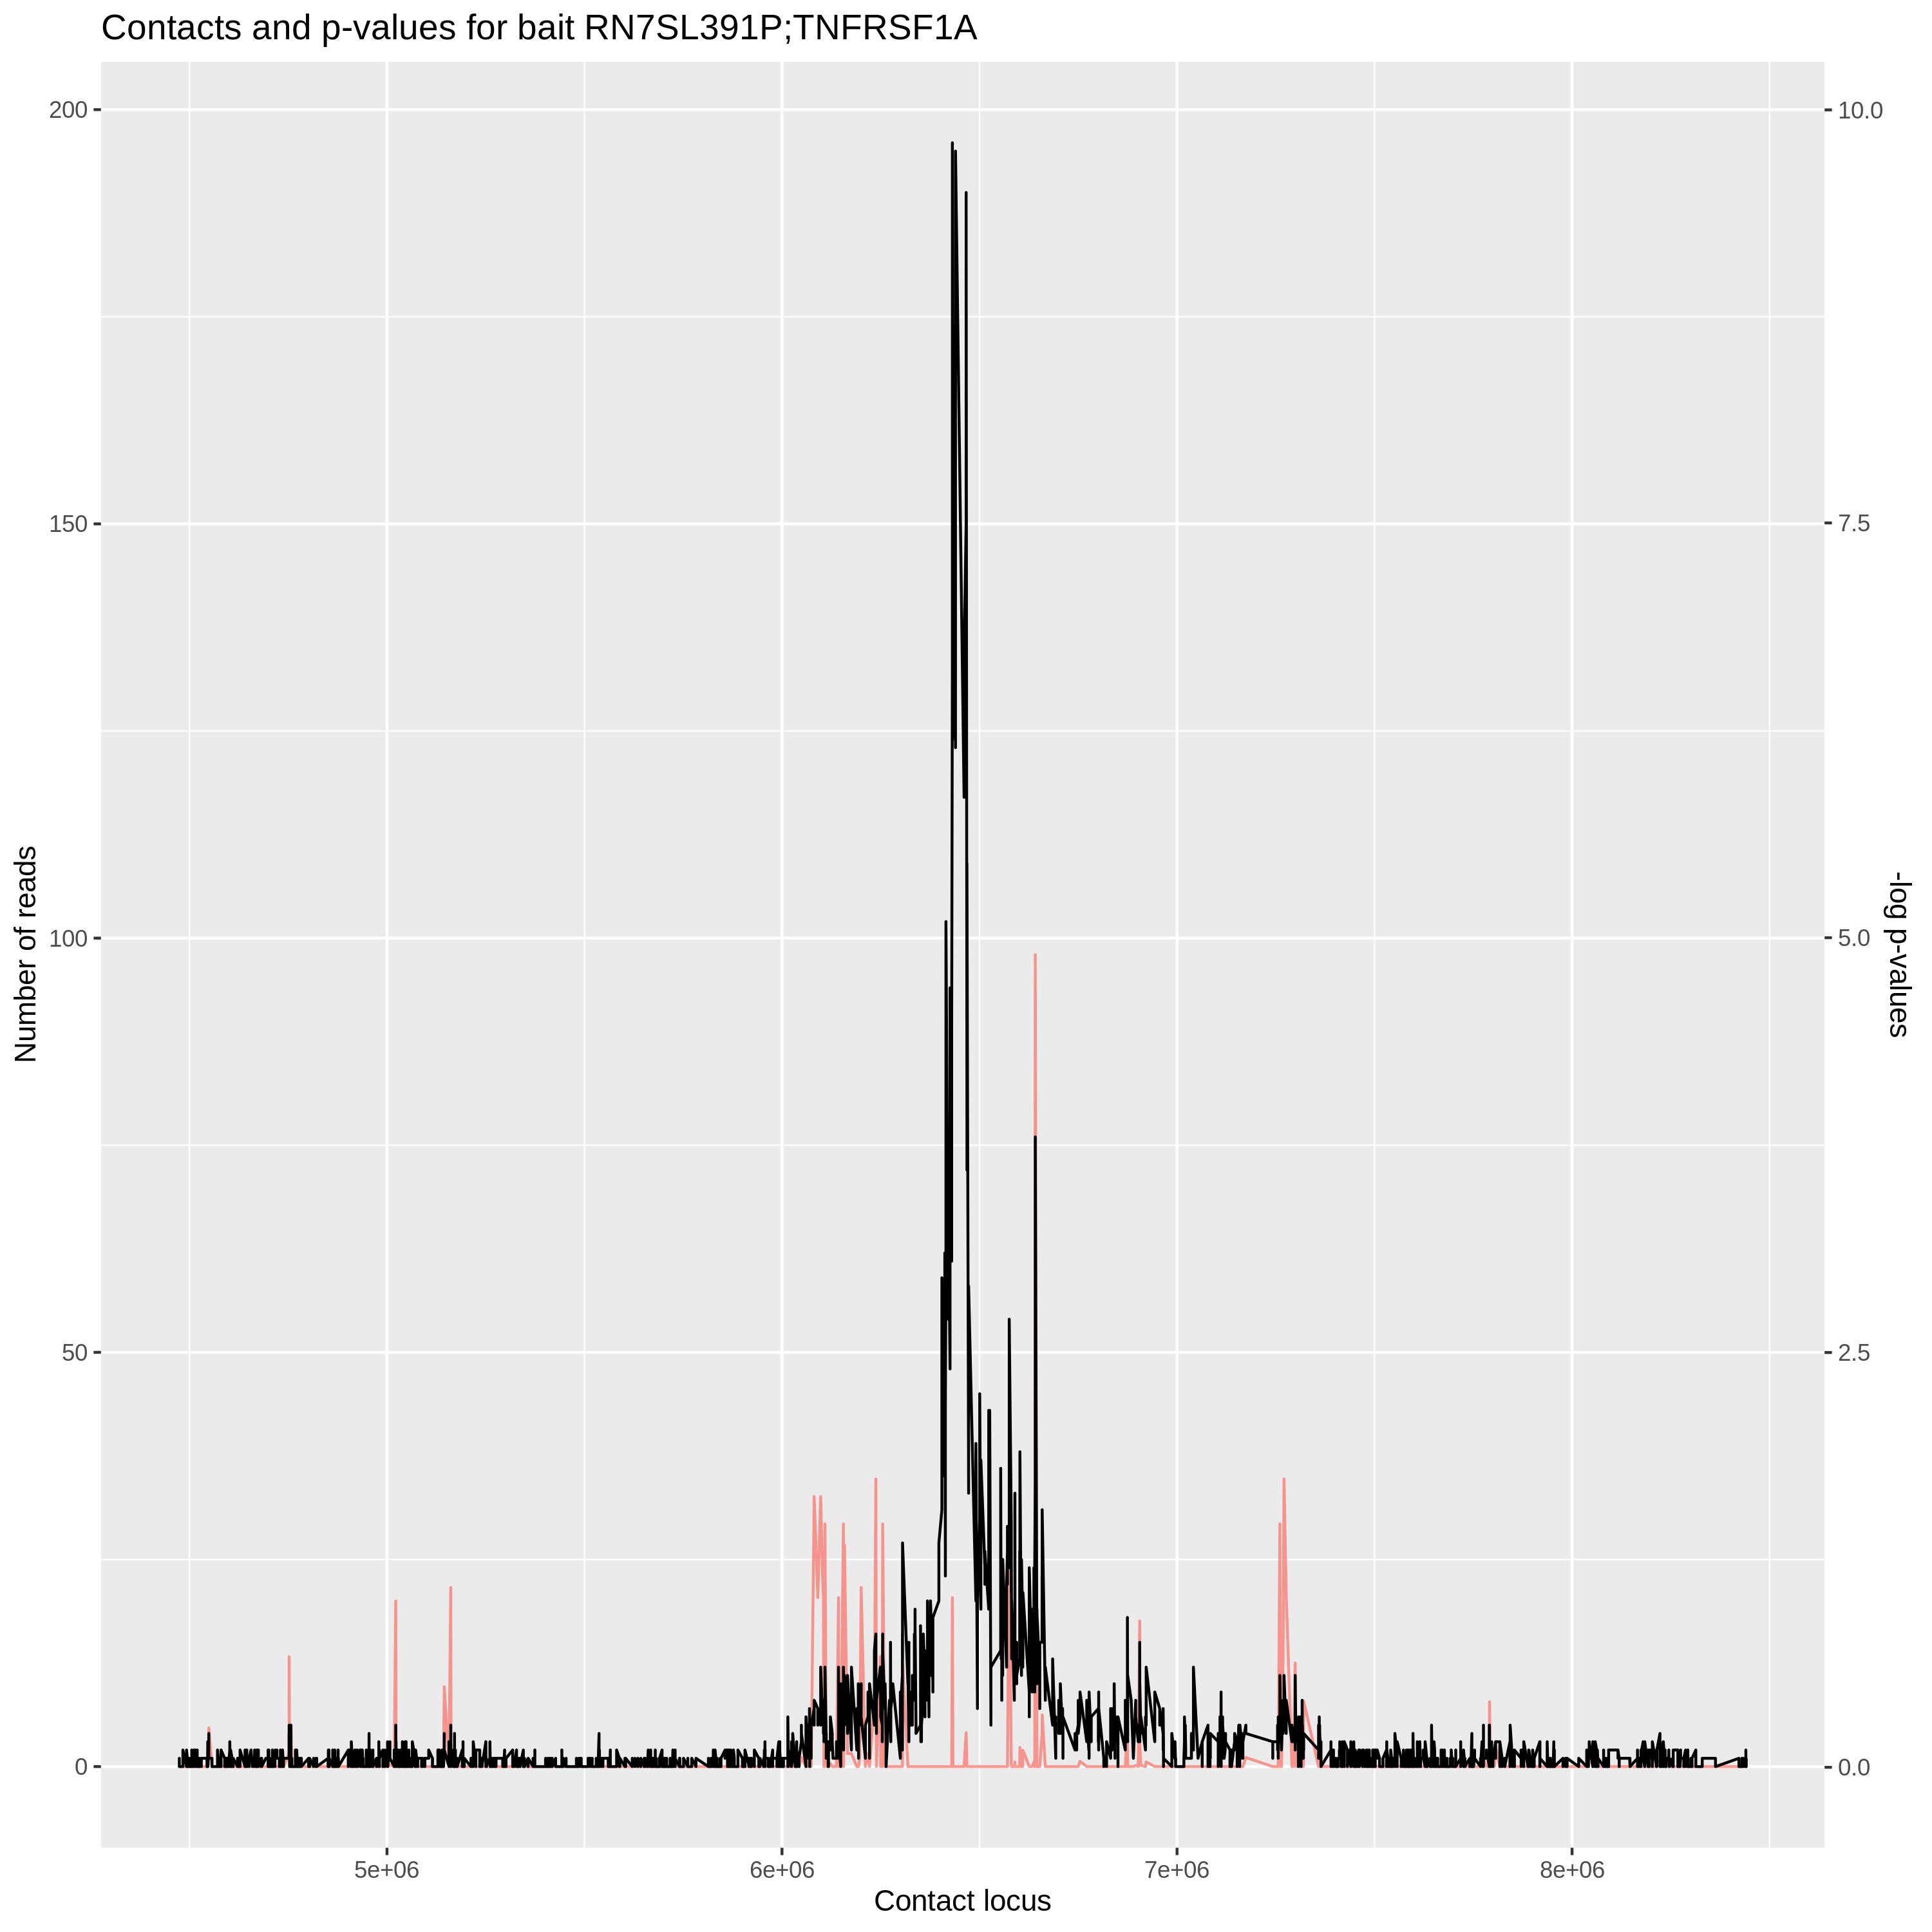 Contacts and p-values for bait RN7SL391P;TNFRSF1A
200
150
100
50
0
10.0
7.5
5.0
2.5
0.0
Number of reads
-log p-values
5e+06
6e+06
7e+06
8e+06
Contact locus